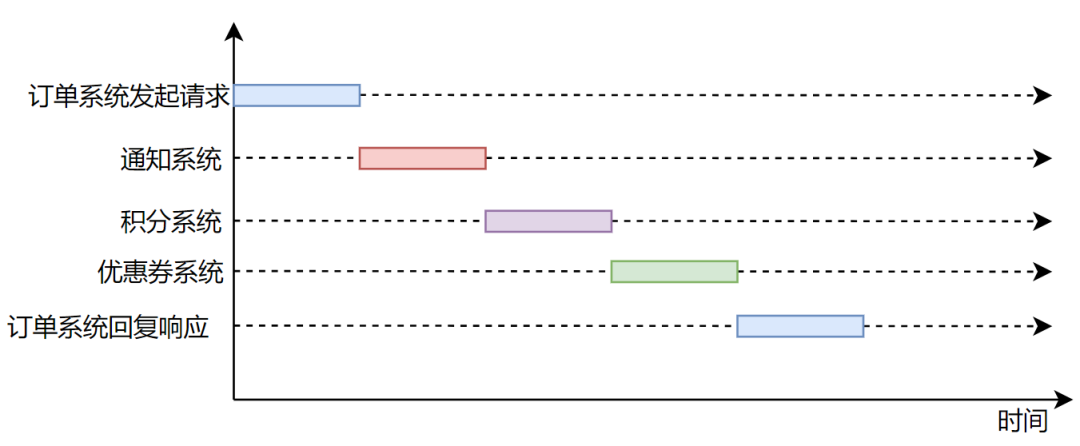 订单系统发起请求
通知系统
积分系统
优惠券系统
订单系统回复响应
时间